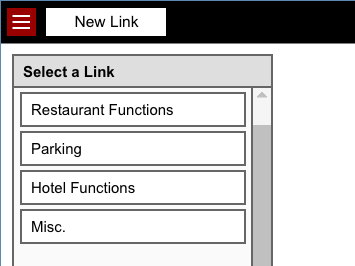 New Link
Select a Link
Restaurant Functions
Parking
Hotel Functions
Misc.